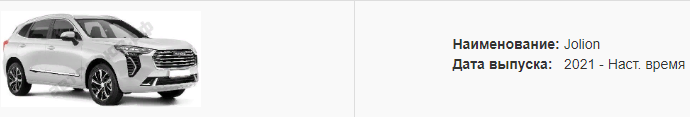 Наименование: Jolion
Дата выпуска: 2021 - Наст. время